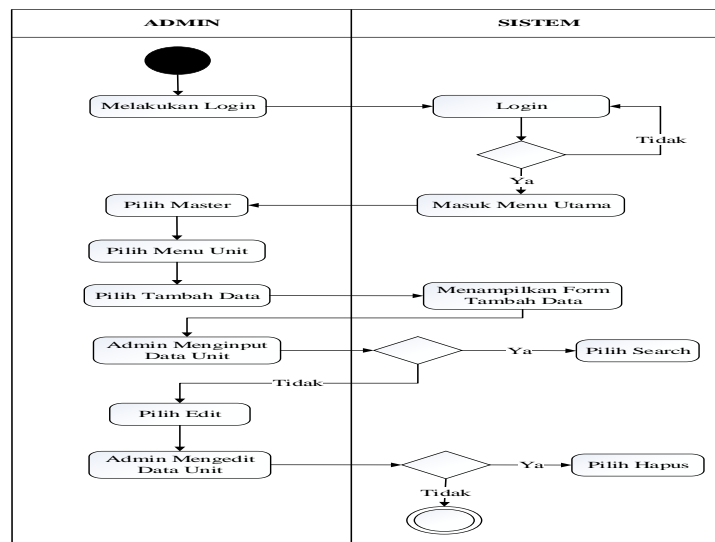 ADMIN
SISTEM
Melakukan Login
Login
Tidak
Ya
Pilih Master
Masuk Menu Utama
Pilih Menu Unit
Pilih Tambah Data
Menampilkan Form
Tambah Data
Admin Menginput
Data Unit
Ya
Pilih Search
Tidak
Pilih Edit
Admin Mengedit
Data Unit
Ya
Pilih Hapus
Tidak